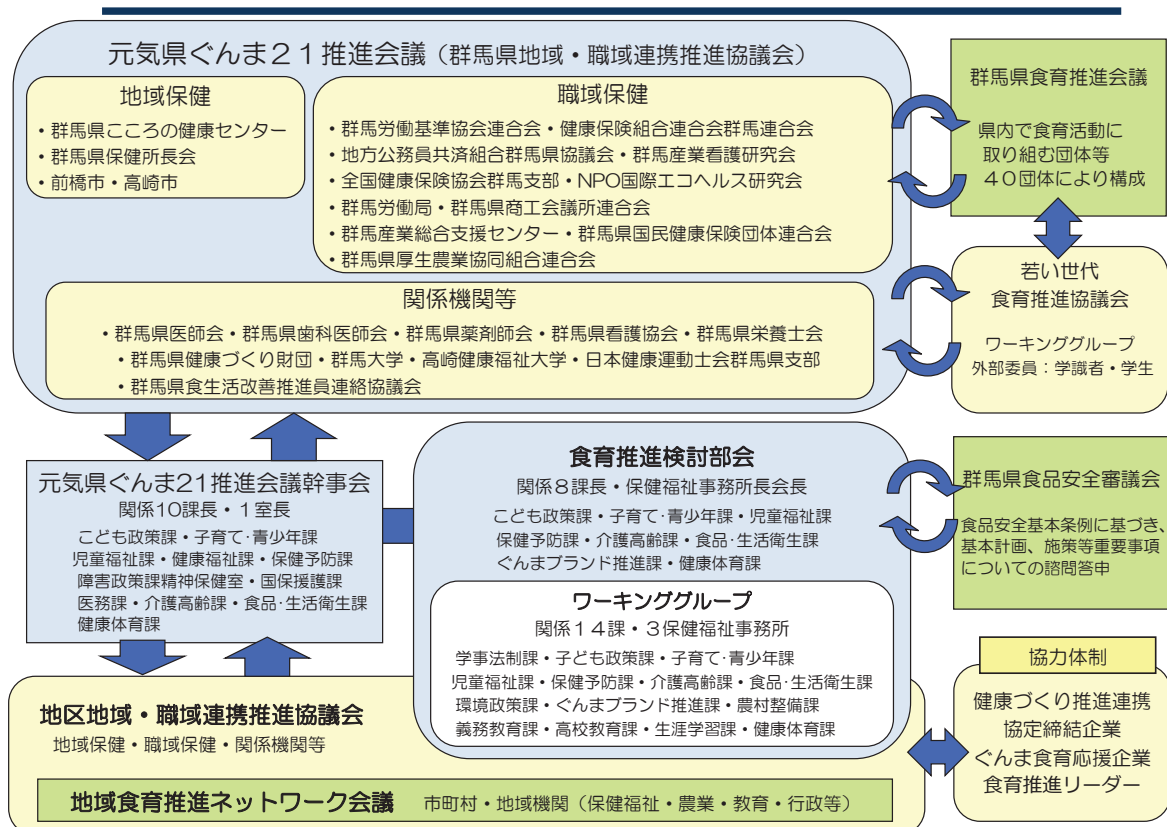 元気県ぐんま２１推進会議（群馬県地域・職域連携推進協議会）
地域保健
・群馬県こころの健康センター
・群馬県保健所長会
・前橋市・高崎市
職域保健
・群馬労働基準協会連合会・健康保険組合連合会群馬連合会
・地方公務員共済組合群馬県協議会・群馬産業看護研究会
・全国健康保険協会群馬支部・NPO国際エコヘルス研究会
・群馬労働局・群馬県商工会議所連合会
・群馬産業総合支援センター・群馬県国民健康保険団体連合会
・群馬県厚生農業協同組合連合会
関係機関等
・群馬県医師会・群馬県歯科医師会・群馬県薬剤師会・群馬県看護協会・群馬県栄養士会
・群馬県健康づくり財団・群馬大学・高崎健康福祉大学・日本健康運動士会群馬県支部
・群馬県食生活改善推進員連絡協議会
群馬県食育推進会議
県内で食育活動に
取り組む団体等
４０団体により構成
若い世代
食育推進協議会
ワーキンググループ
外部委員：学識者・学生
元気県ぐんま21推進会議幹事会
関係10課長・１室長
こども政策課・子育て・青少年課
児童福祉課・健康福祉課・保健予防課
障害政策課精神保健室・国保援護課
医務課・介護高齢課・食品・生活衛生課
健康体育課
食育推進検討部会
関係８課長・保健福祉事務所長会長
こども政策課・子育て・青少年課・児童福祉課
保健予防課・介護高齢課・食品・生活衛生課
ぐんまブランド推進課・健康体育課
ワーキンググループ
関係１４課・３保健福祉事務所
学事法制課・子ども政策課・子育て・青少年課
児童福祉課・保健予防課・介護高齢課・食品・生活衛生課
環境政策課・ぐんまブランド推進課・農村整備課
義務教育課・高校教育課・生涯学習課・健康体育課
群馬県食品安全審議会
食品安全基本条例に基づき、
基本計画、施策等重要事項
についての諮問答申
協力体制
健康づくり推進連携
協定締結企業
ぐんま食育応援企業
食育推進リーダー
地区地域・職域連携推進協議会
地域保健・職域保健・関係機関等
地域食育推進ネットワーク会議　市町村・地域機関（保健福祉・農業・教育・行政等）